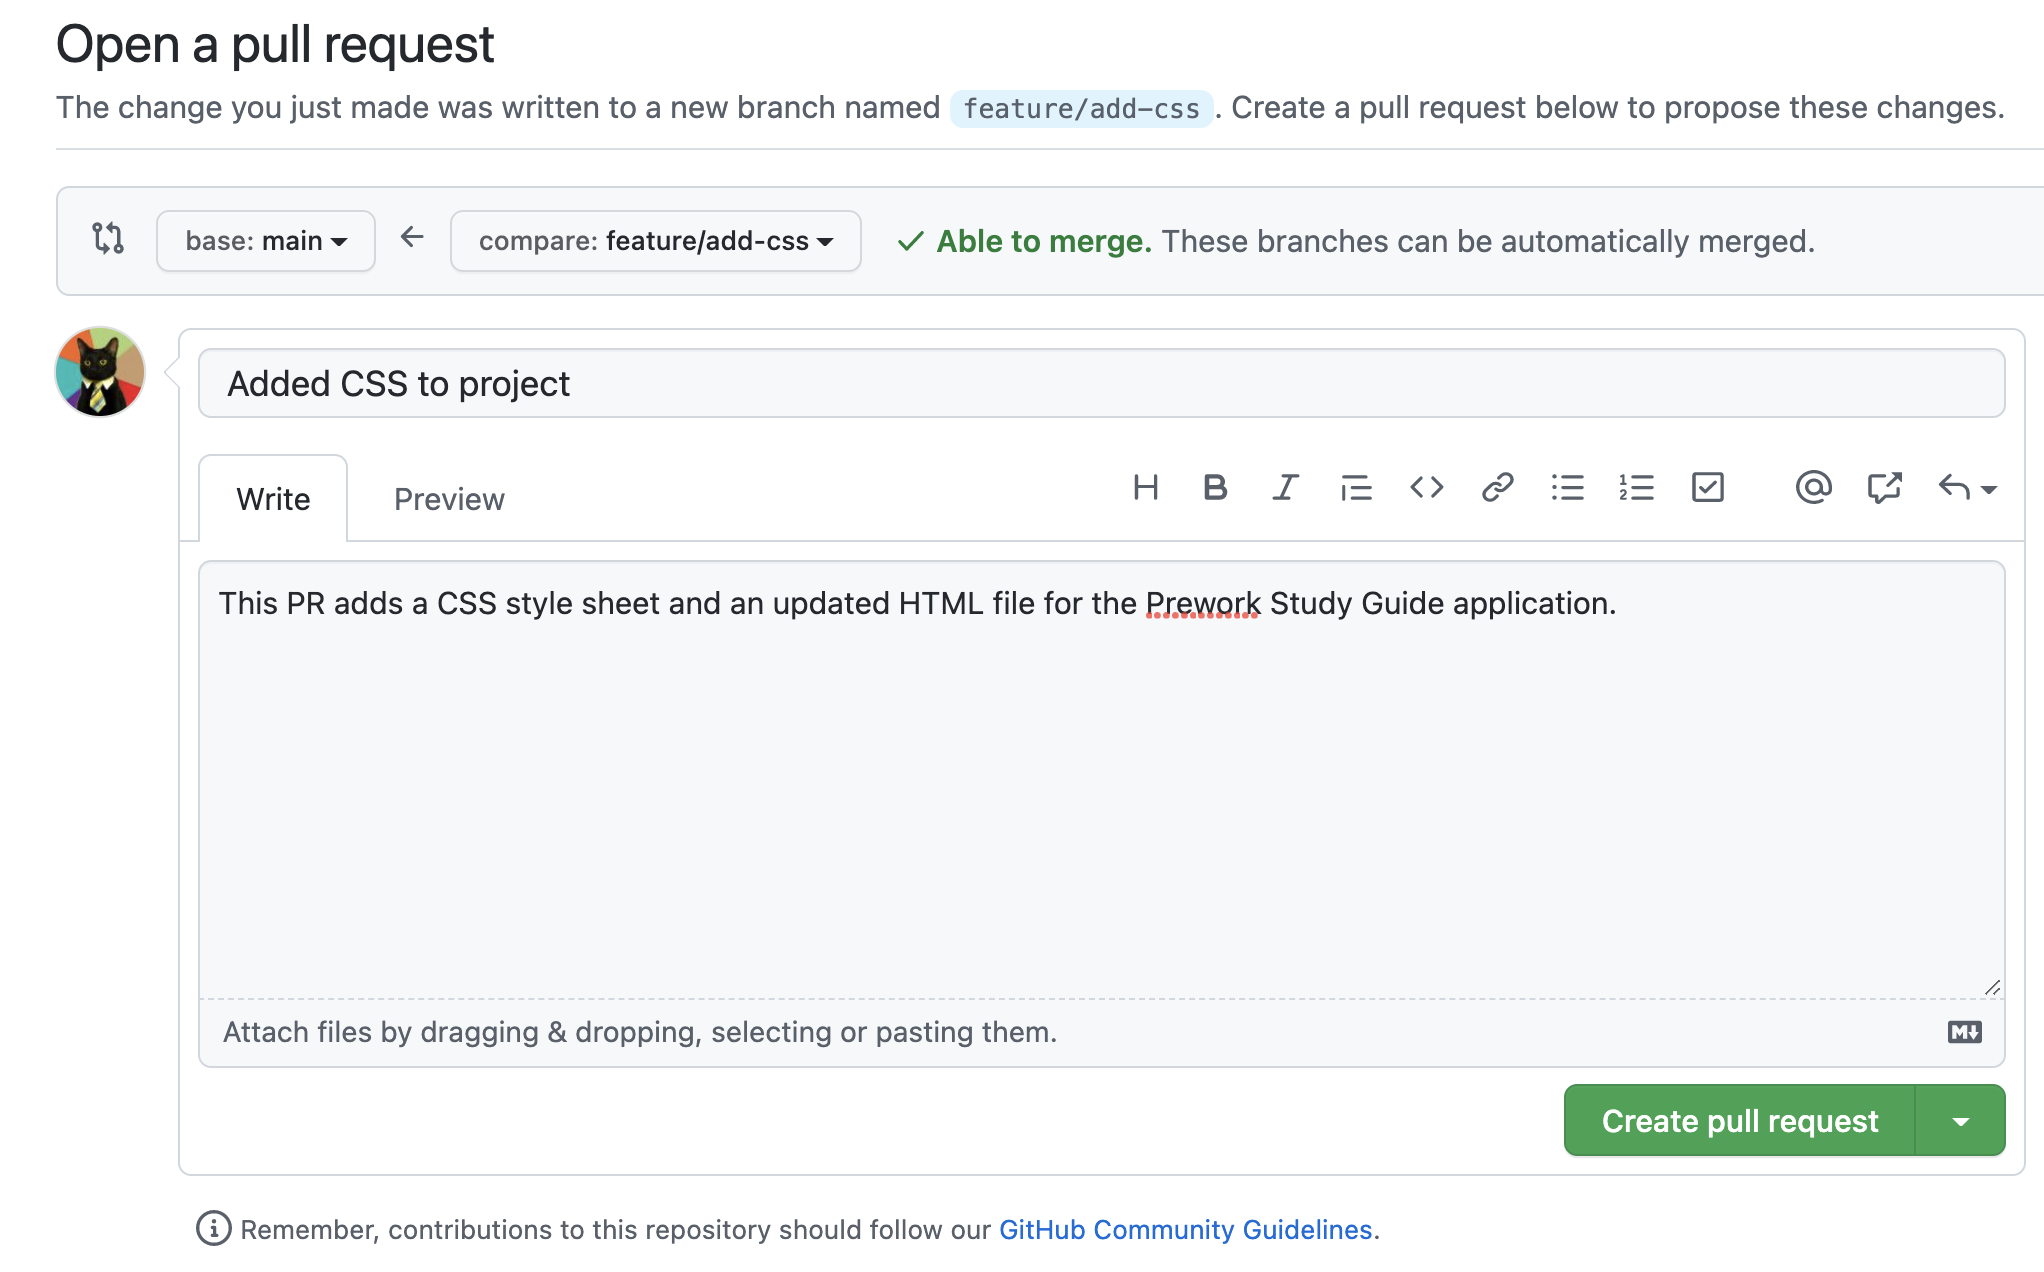 Open a pull request
The change you just made was written to a new branch named feature/add-css. Create a pull request below to propose these changes.
base: main compare: feature/add-css Able to merge. These branches can be automatically merged.
Added CSS to project
Write Preview
This PR adds a CSS style sheet and an updated HTML file for the Prework Study Guide application.
Attach files by dragging & dropping, selecting or pasting them.
Create pull request
Remember, contributions to this repository should follow our GitHub Community Guidelines.